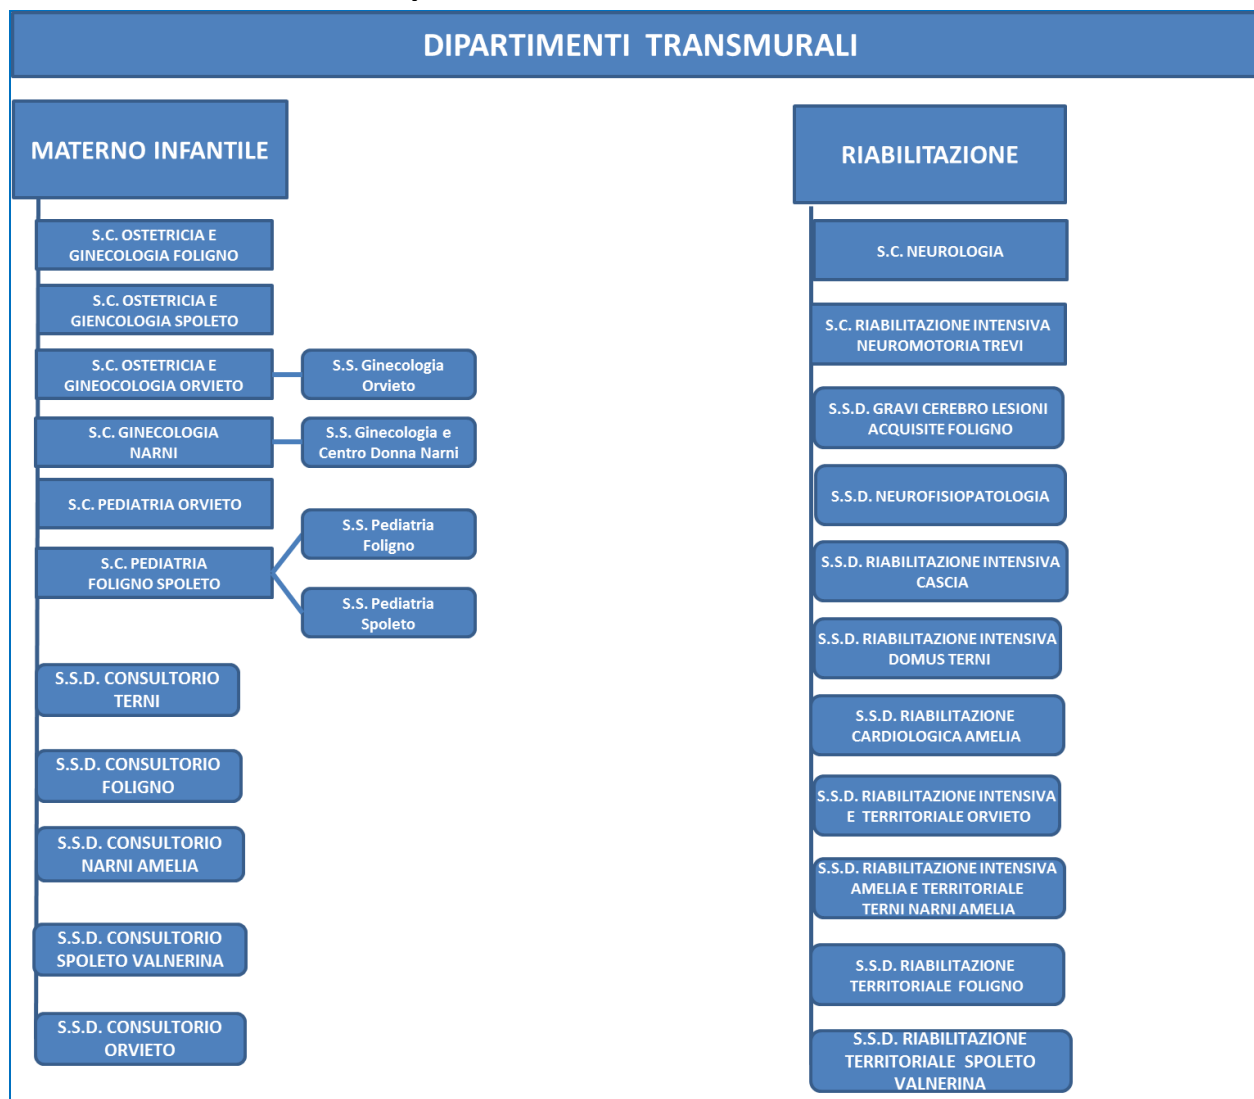 DIPARTIMENTI TRANSMURALI
MATERNO INFANTILE
S.C. OSTETRICIA E
GINECOLOGIA FOLIGNO
S.C. OSTETRICIA E
GIENCOLOGIA SPOLETO
S.C. OSTETRICIA E
GINEOCOLOGIA ORVIETO
S.S. Ginecologia
Orvieto
S.C. GINECOLOGIA
NARNI
S.S. Ginecologia e
Centro Donna Narni
S.C. PEDIATRIA ORVIETO
S.C. PEDIATRIA
FOLIGNO SPOLETO
S.S. Pediatria
Foligno
S.S. Pediatria
Spoleto
S.S.D. CONSULTORIO
TERNI
S.S.D. CONSULTORIO
FOLIGNO
S.S.D. CONSULTORIO
NARNI AMELIA
S.S.D. CONSULTORIO
SPOLETO VALNERINA
S.S.D. CONSULTORIO
ORVIETO
RIABILITAZIONE
S.C. NEUROLOGIA
S.C. RIABILITAZIONE INTENSIVA
NEUROMOTORIA TREVI
S.S.D. GRAVI CEREBRO LESIONI
ACQUISITE FOLIGNO
S.S.D. NEUROFISIOPATOLOGIA
S.S.D. RIABILITAZIONE INTENSIVA
CASCIA
S.S.D. RIABILITAZIONE INTENSIVA
DOMUS TERNI
S.S.D. RIABILITAZIONE
CARDIOLOGICA AMELIA
S.S.D. RIABILITAZIONE INTENSIVA
E TERRITORIALE ORVIETO
S.S.D. RIABILITAZIONE INTENSIVA
AMELIA E TERRITORIALE
TERNI NARNI AMELIA
S.S.D. RIABILITAZIONE
TERRITORIALE FOLIGNO
S.S.D. RIABILITAZIONE
TERRITORIALE SPOLETO
VALNERINA